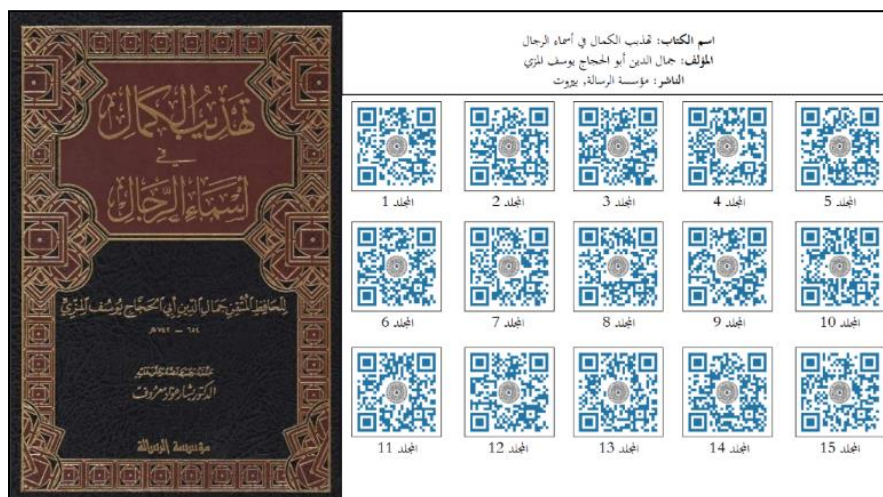 تهذيب الكمال
في
أسماء الرجال
للحافظ المتقن جمال الدين أبي الحجاج يوسف المزي
٦٥٤ - ٧٤٢هـ
الدكتور بشار عواد معروف
مؤسسة الرسالة
اسم الكتاب: تهذيب الكمال في أسماء الرجال
المؤلف: جمال الدين أبو الحجاج يوسف المزي
الناشر: مؤسسة الرسالة, بيروت
المجلد 1
المجلد 2
المجلد 3
المجلد 4
المجلد 5
المجلد 6
المجلد 7
المجلد 8
المجلد 9
المجلد 10
المجلد 11
المجلد 12
المجلد 13
المجلد 14
المجلد 15